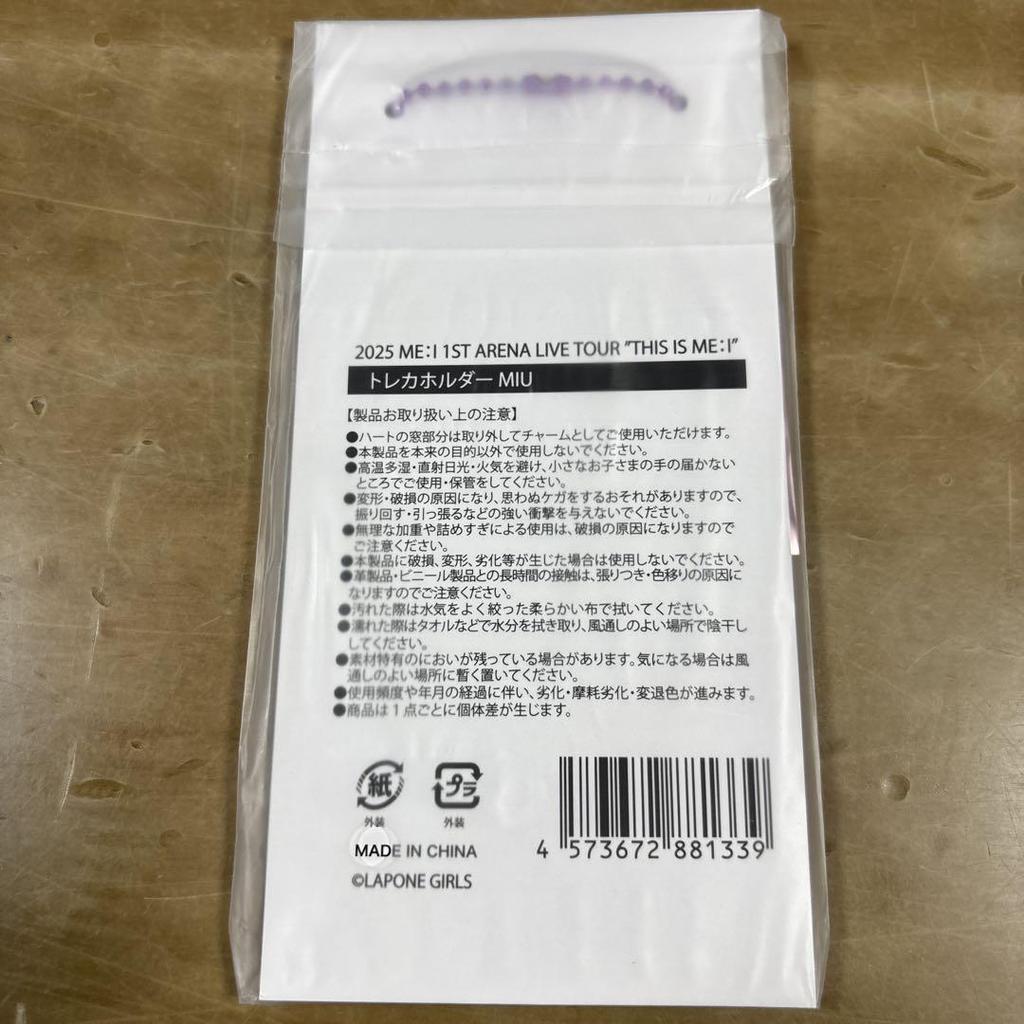 2025 ME:I 1ST ARENA LIVE TOUR "THIS IS ME:I"
トレカホルダー MIU
【製品お取り扱い上の注意】
●ハートの窓部分は取り外してチャームとしてご使用いただけます。
●本製品を本来の目的以外で使用しないでください。
●高温多湿・直射日光・火気を避け、小さなお子さまの手の届かない
ところでご使用・保管をしてください。
●変形・破損の原因になり、思わぬケガをするおそれがありますので、
振り回す・引っ張るなどの強い衝撃を与えないでください。
●無理な加重や詰めすぎによる使用は、破損の原因になりますので
ご注意ください。
●本製品に破損、変形、劣化等が生じた場合は使用しないでください。
●革製品・ビニール製品との長時間の接触は、張りつき・色移りの原因に
なりますのでご注意ください。
●汚れた際は水気をよく絞った柔らかい布で拭いてください。
●濡れた際はタオルなどで水分を拭き取り、風通しのよい場所で陰干し
してください。
●素材特有のにおいが残っている場合があります。気になる場合は風
通しのよい場所に暫く置いてください。
●使用頻度や年月の経過に伴い、劣化・摩耗劣化・変退色が進みます。
●商品は1点ごとに個体差が生じます。
紙 プラ
外装 外装
MADE IN CHINA
©LAPONE GIRLS
4 573672 881339